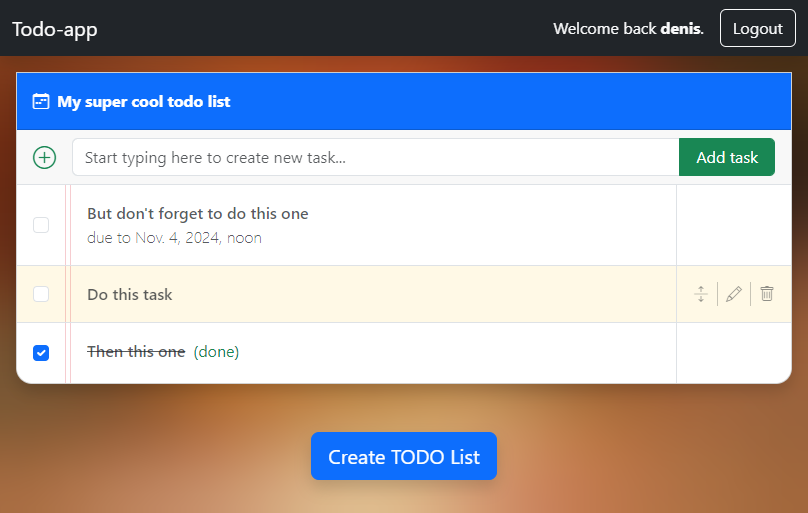 Todo-app
Welcome back denis.
Logout
My super cool todo list
Start typing here to create new task...
Add task
But don't forget to do this one
due to Nov. 4, 2024, noon
Do this task
Then this one (done)
Create TODO List